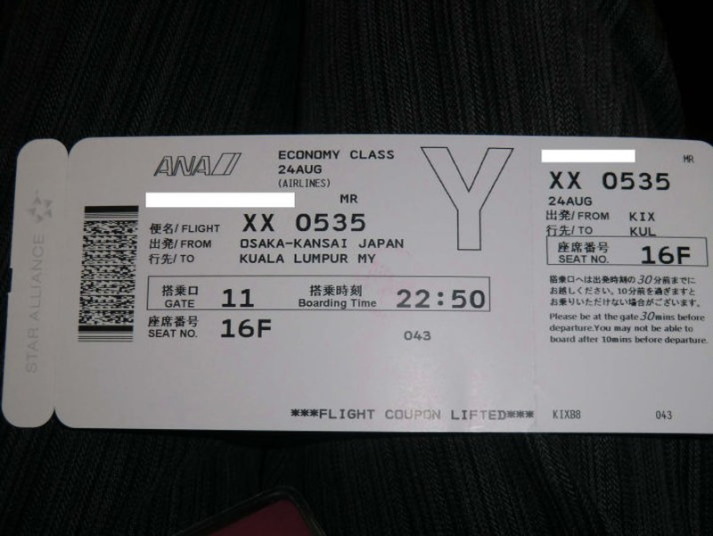 STAR ALLIANCE
ANA
ECONOMY CLASS
24AUG
(AIRLINES)
Y
MR
便名/FLIGHT XX 0535
出発/FROM OSAKA-KANSAI JAPAN
行先/TO KUALA LUMPUR MY
搭乗口 GATE 11 搭乗時刻 Boarding Time 22:50
座席番号 SEAT NO. 16F
043
***FLIGHT COUPON LIFTED***
MR
XX 0535
24AUG
出発/FROM KIX
行先/TO KUL
座席番号 SEAT NO. 16F
搭乗口へは出発時刻の30分前までに
お越しください。10分前を過ぎますと
お乗りいただけない場合がございます。
Please be at the gate 30mins before
departure.You may not be able to
board after 10mins before departure.
KIXB8 043